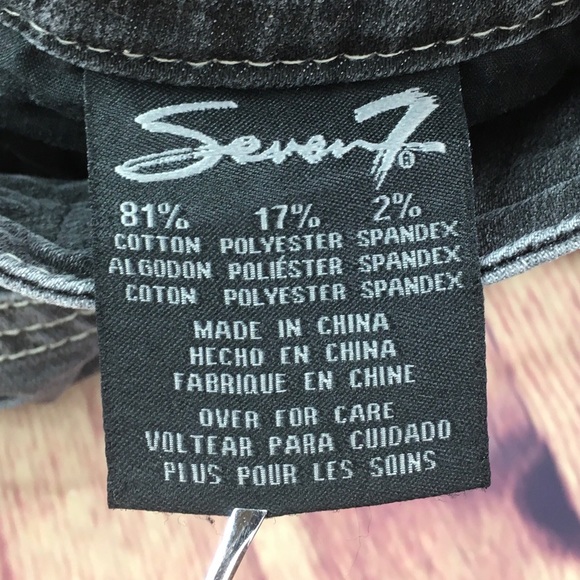 Seven7®
81% 17% 2%
COTTON POLYESTER SPANDEX
ALGODON POLIÉSTER SPANDEX
COTON POLYESTER SPANDEX
MADE IN CHINA
HECHO EN CHINA
FABRIQUE EN CHINE
OVER FOR CARE
VOLTEAR PARA CUIDADO
PLUS POUR LES SOINS